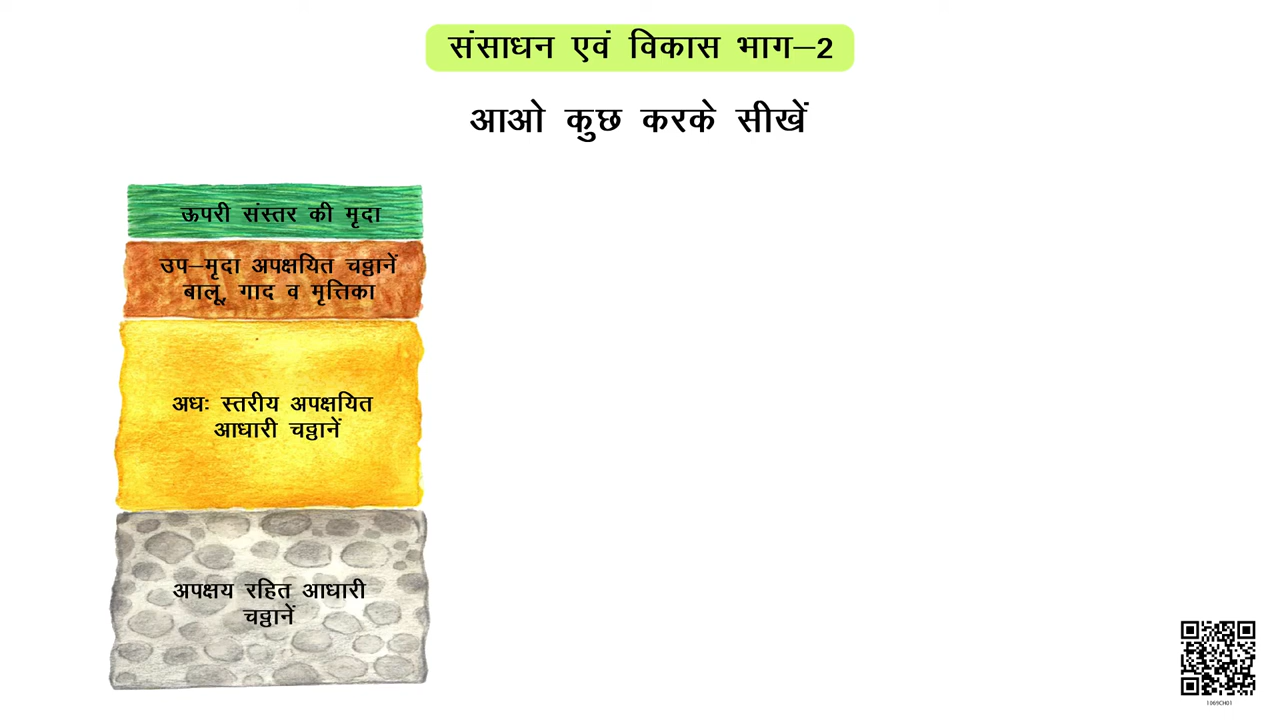 संसाधन एवं विकास भाग–2
आओ कुछ करके सीखें
ऊपरी संस्तर की मृदा
उप–मृदा अपक्षयित चट्ठानें
बालू, गाद व मृत्तिका
अधः स्तरीय अपक्षयित
आधारी चट्ठानें
अपक्षय रहित आधारी
चट्ठानें
1069CH01